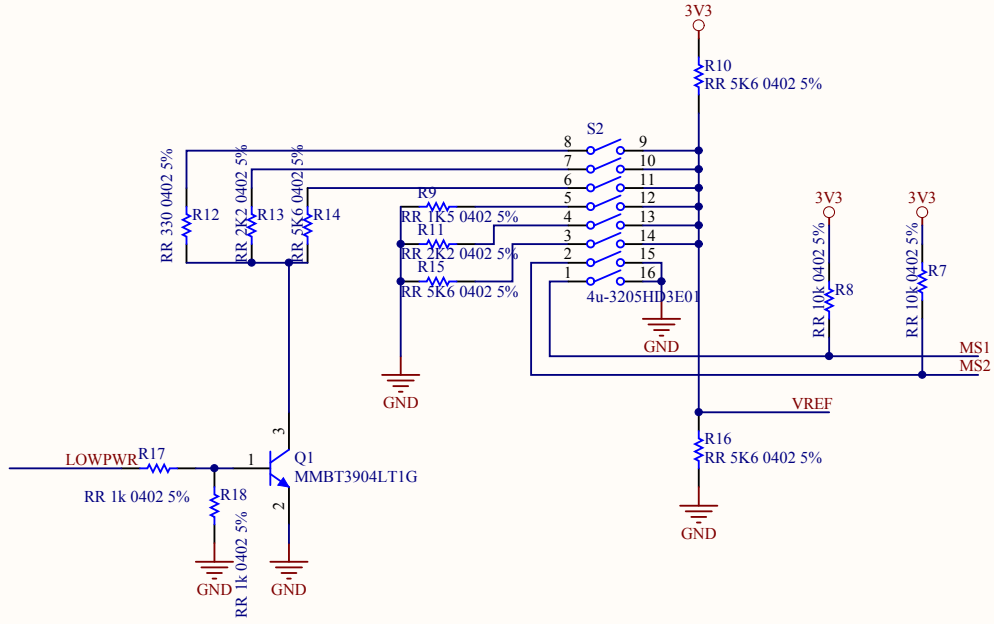 3V3
R10
RR 5K6 0402 5%
S2
8
9
7
10
6
11
5
12
4
13
3
14
2
15
1
16
4u-3205HD3E01
RR 330 0402 5%
R12
RR 2K2 0402 5%
R13
RR 5K6 0402 5%
R14
R9
RR 1K5 0402 5%
R11
RR 2K2 0402 5%
R15
RR 5K6 0402 5%
GND
GND
3V3
3V3
RR 10k 0402 5%
R8
RR 10k 0402 5%
R7
MS1
MS2
VREF
R16
RR 5K6 0402 5%
GND
LOWPWR
R17
RR 1k 0402 5%
1
3
2
Q1
MMBT3904LT1G
R18
RR 1k 0402 5%
GND
GND